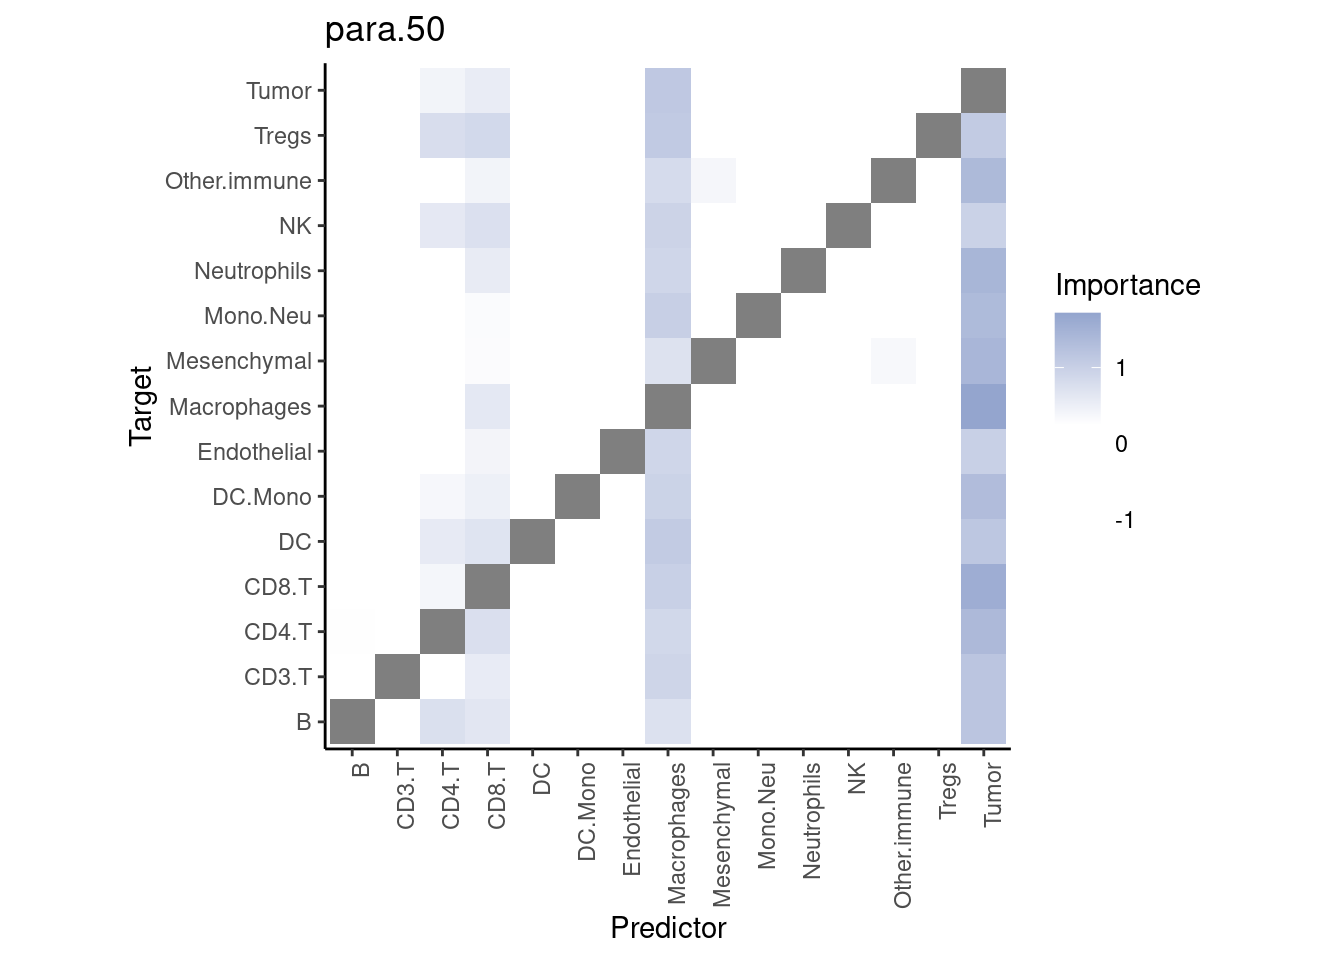 para.50
Tumor
Tregs
Other.immune
NK
Neutrophils
Mono.Neu
Mesenchymal
Macrophages
Endothelial
DC.Mono
DC
CD8.T
CD4.T
CD3.T
B
Target
B
CD3.T
CD4.T
CD8.T
DC
DC.Mono
Endothelial
Macrophages
Mesenchymal
Mono.Neu
Neutrophils
NK
Other.immune
Tregs
Tumor
Predictor
Importance
1
0
-1